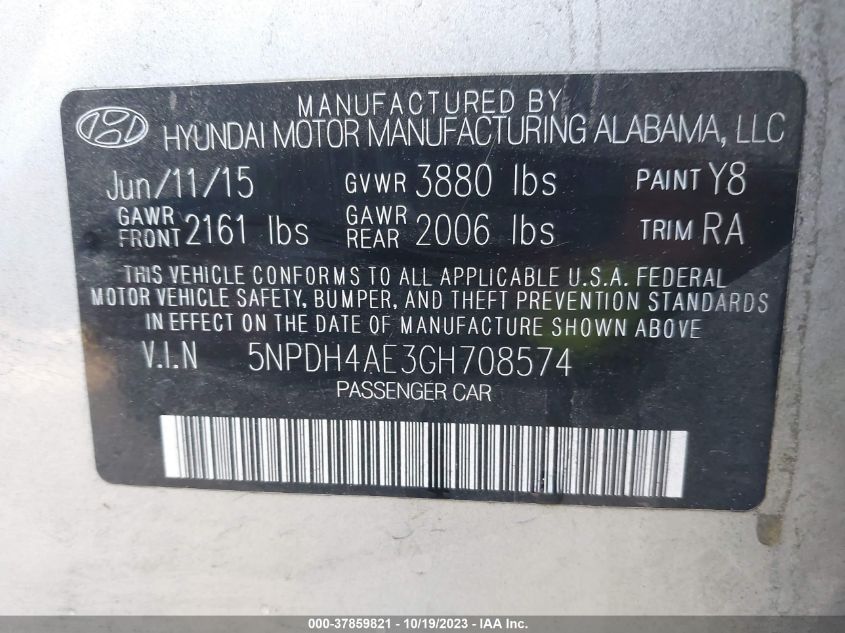 MANUFACTURED BY
HYUNDAI MOTOR MANUFACTURING ALABAMA, LLC
Jun/11/15 GVWR 3880 lbs PAINT Y8
GAWR FRONT 2161 lbs GAWR REAR 2006 lbs TRIM RA
THIS VEHICLE CONFORMS TO ALL APPLICABLE U.S.A. FEDERAL
MOTOR VEHICLE SAFETY, BUMPER, AND THEFT PREVENTION STANDARDS
IN EFFECT ON THE DATE OF MANUFACTURE SHOWN ABOVE
V.I.N 5NPDH4AE3GH708574
PASSENGER CAR
000-37859821 - 10/19/2023 - IAA Inc.